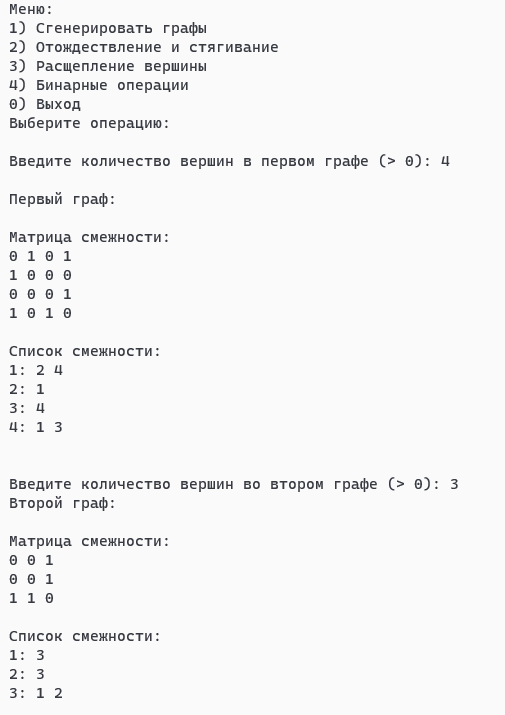 Меню:
1) Сгенерировать графы
2) Отождествление и стягивание
3) Расщепление вершины
4) Бинарные операции
0) Выход
Выберите операцию:
Введите количество вершин в первом графе (> 0): 4
Первый граф:
Матрица смежности:
0 1 0 1
1 0 0 0
0 0 0 1
1 0 1 0
Список смежности:
1: 2 4
2: 1
3: 4
4: 1 3
Введите количество вершин во втором графе (> 0): 3
Второй граф:
Матрица смежности:
0 0 1
0 0 1
1 1 0
Список смежности:
1: 3
2: 3
3: 1 2